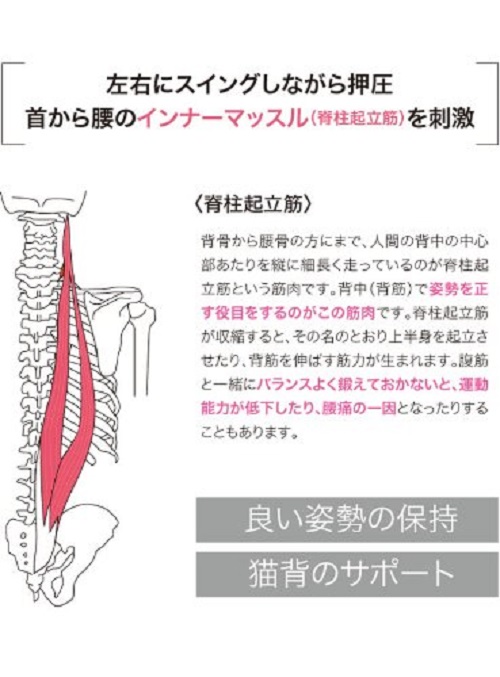 左右にスイングしながら押圧
首から腰のインナーマッスル(脊柱起立筋)を刺激
〈脊柱起立筋〉
背骨から腰骨の方にまで、人間の背中の中心
部あたりを縦に細長く走っているのが脊柱起
立筋という筋肉です。背中(背筋)で姿勢を正
す役目をするのがこの筋肉です。脊柱起立筋
が収縮すると、その名のとおり上半身を起立さ
せたり、背筋を伸ばす筋力が生まれます。腹筋
と一緒にバランスよく鍛えておかないと、運動
能力が低下したり、腰痛の一因となったりする
こともあります。
良い姿勢の保持
猫背のサポート